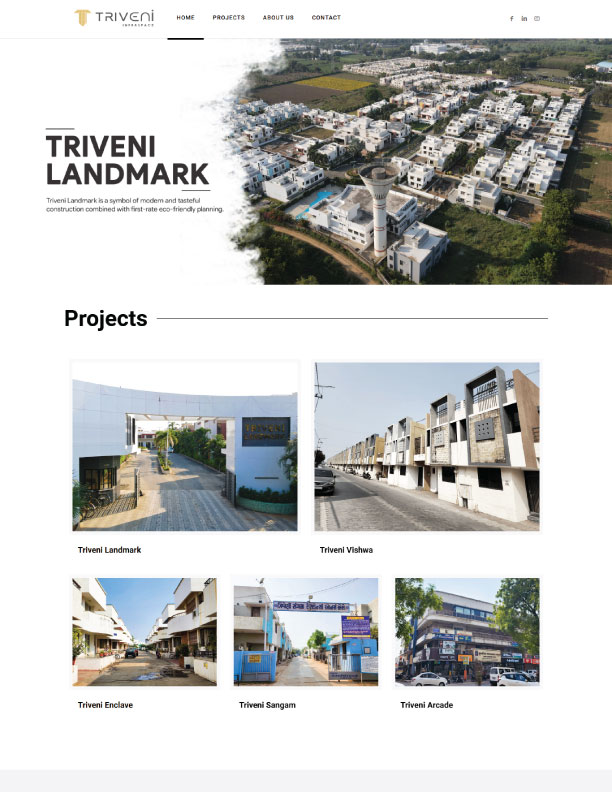 TRIVENI
INFRASPACE
HOME
PROJECTS
ABOUT US
CONTACT
TRIVENI
LANDMARK
Triveni Landmark is a symbol of modern and tasteful
construction combined with first-rate eco-friendly planning.
Projects
Triveni Landmark
Triveni Vishwa
Triveni Enclave
Triveni Sangam
Triveni Arcade